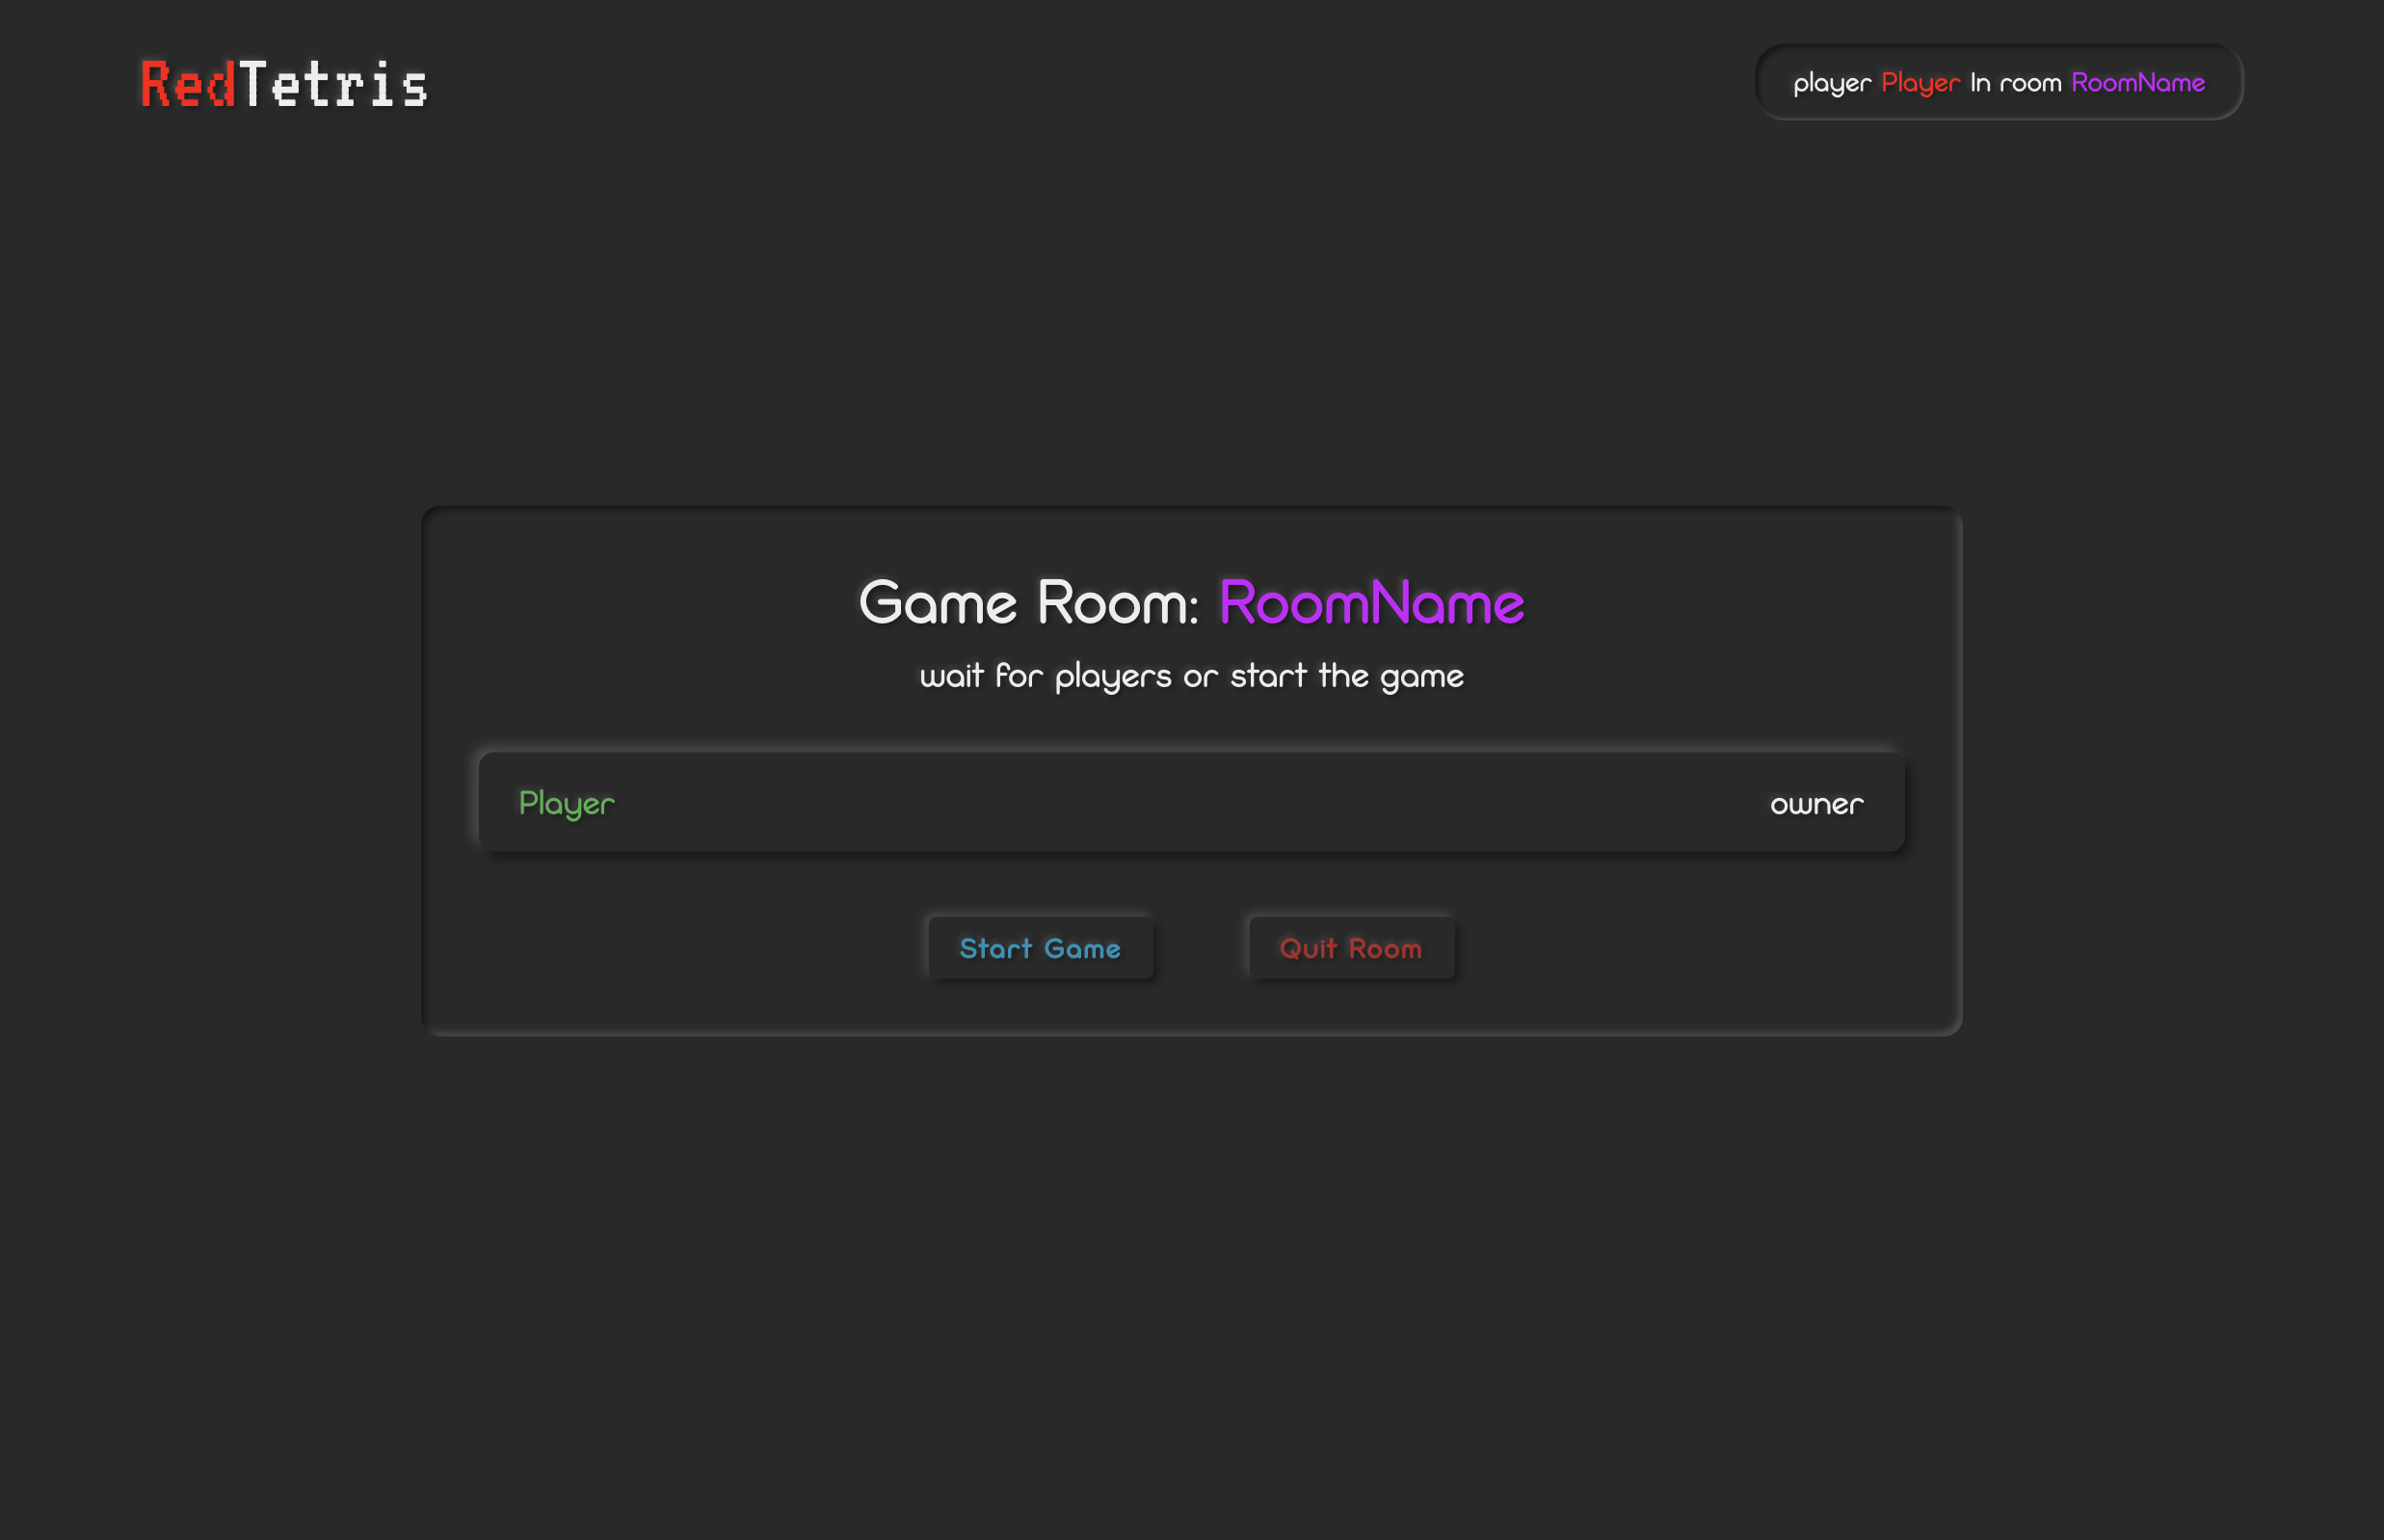 RedTetris
player Player In room RoomName
Game Room: RoomName
wait for players or start the game
Player owner
Start Game Quit Room